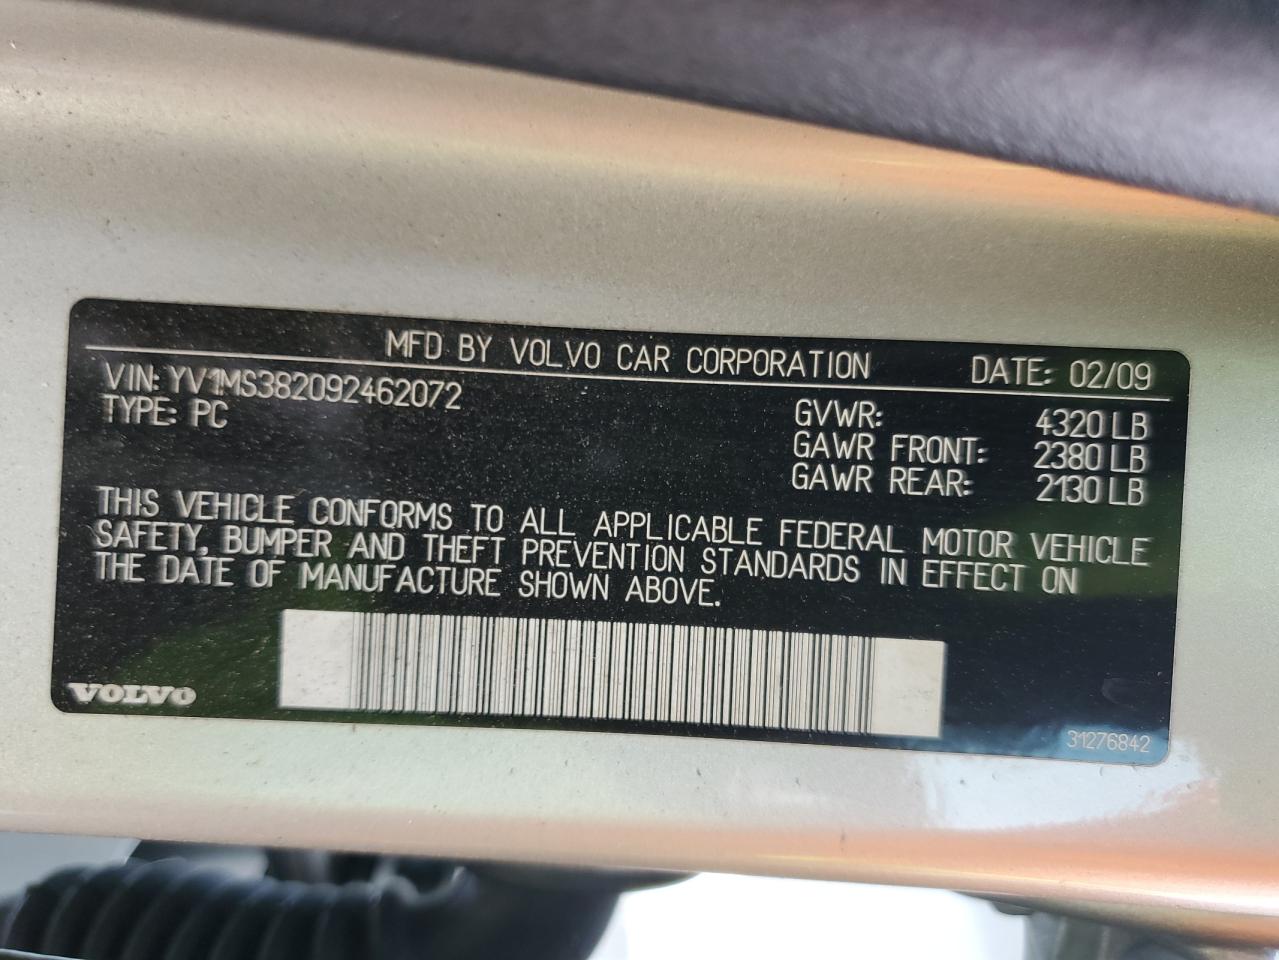 MFD BY VOLVO CAR CORPORATION DATE: 02/09
VIN: YV1MS382092462072
TYPE: PC
GVWR: 4320 LB
GAWR FRONT: 2380 LB
GAWR REAR: 2130 LB
THIS VEHICLE CONFORMS TO ALL APPLICABLE FEDERAL MOTOR VEHICLE
SAFETY, BUMPER AND THEFT PREVENTION STANDARDS IN EFFECT ON
THE DATE OF MANUFACTURE SHOWN ABOVE.
VOLVO
31276842